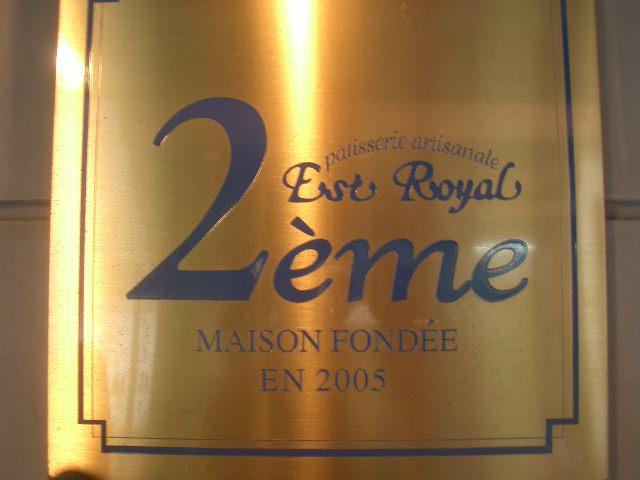 pâtisserie artisanale
Est Royal
2ème
MAISON FONDÉE
EN 2005